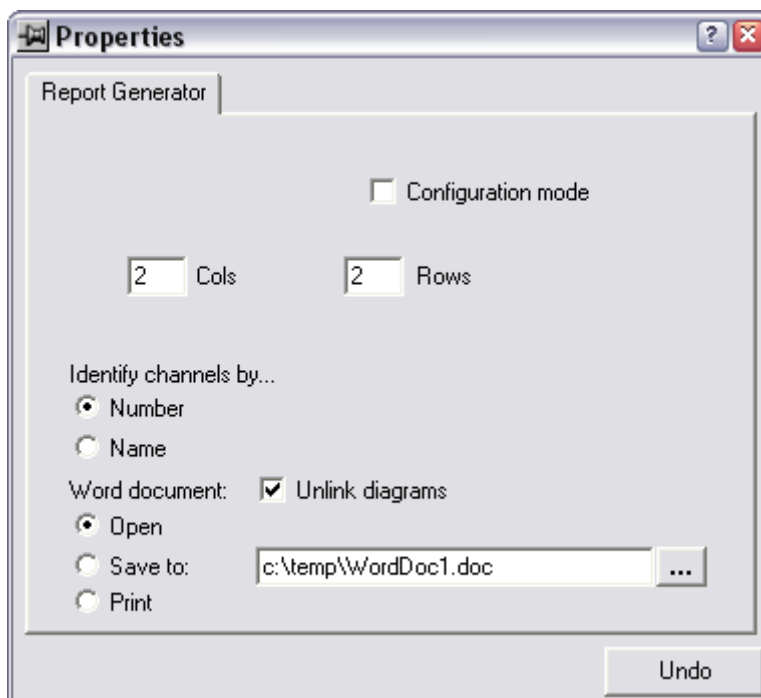 Properties ?
Report Generator
Configuration mode
2 Cols 2 Rows
Identify channels by...
Number
Name
Word document: Unlink diagrams
Open
Save to: c:\temp\WordDoc1.doc ...
Print
Undo